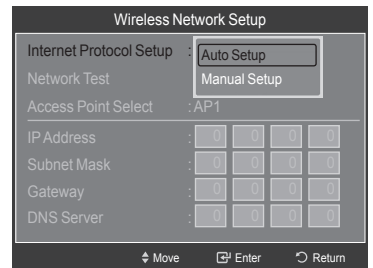 Wireless Network Setup
Internet Protocol Setup : Auto Setup
Manual Setup
Network Test
Access Point Select : AP1
IP Address : 0 0 0 0
Subnet Mask : 0 0 0 0
Gateway : 0 0 0 0
DNS Server : 0 0 0 0
Move Enter Return